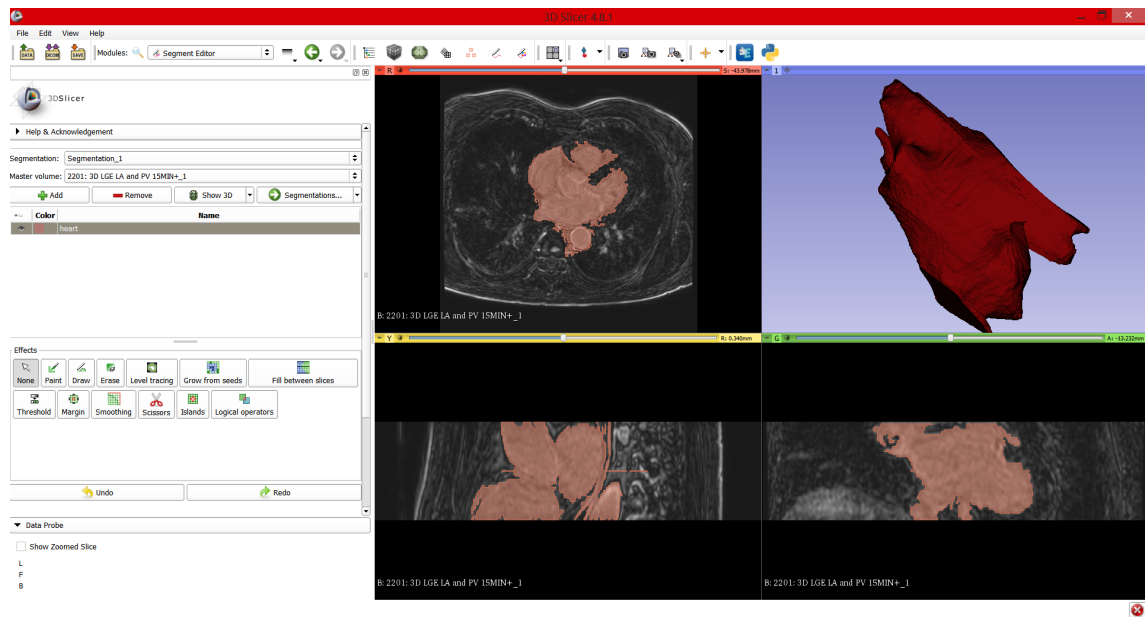 3D Slicer 4.6.1
File Edit View Help
DATA DCOM SAVE Modules: Segment Editor
R S: -43.978mm 1
3DSlicer
Help & Acknowledgement
Segmentation: Segmentation_1
Master volume: 2201: 3D LGE LA and PV 15MIN+_1
Add Remove Show 3D Segmentations...
Color Name
heart
B: 2201: 3D LGE LA and PV 15MIN+_1
Y R: 0.340mm G A: -13.232mm
Effects
None Paint Draw Erase Level tracing Grow from seeds Fill between slices
Threshold Margin Smoothing Scissors Islands Logical operators
Undo Redo
Data Probe
Show Zoomed Slice
L
F
B
B: 2201: 3D LGE LA and PV 15MIN+_1 B: 2201: 3D LGE LA and PV 15MIN+_1